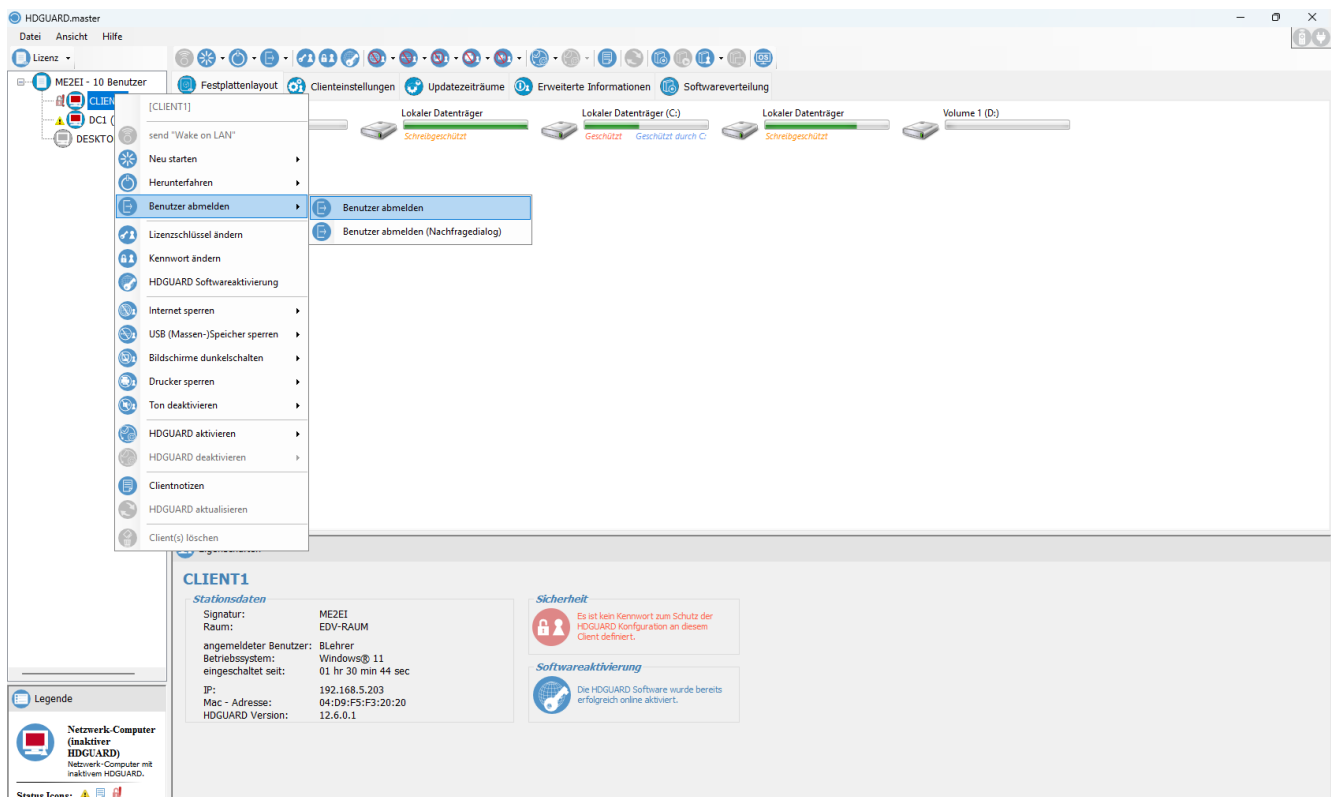 HDGUARD.master
Datei Ansicht Hilfe
Lizenz
ME2EI - 10 Benutzer
CLIEN
DC1 (
DESKTO
Festplattenlayout
Clienteinstellungen
Updatezeiträume
Erweiterte Informationen
Softwareverteilung
Lokaler Datenträger
Schreibgeschützt
Lokaler Datenträger (C:)
Geschützt Geschützt durch C:
Lokaler Datenträger
Schreibgeschützt
Volume 1 (D:)
[CLIENT1]
send "Wake on LAN"
Neu starten
Herunterfahren
Benutzer abmelden
Benutzer abmelden
Benutzer abmelden (Nachfragedialog)
Lizenzschlüssel ändern
Kennwort ändern
HDGUARD Softwareaktivierung
Internet sperren
USB (Massen-)Speicher sperren
Bildschirme dunkelschalten
Drucker sperren
Ton deaktivieren
HDGUARD aktivieren
HDGUARD deaktivieren
Clientnotizen
HDGUARD aktualisieren
Client(s) löschen
CLIENT1
Stationsdaten
Signatur: ME2EI
Raum: EDV-RAUM
angemeldeter Benutzer: BLehrer
Betriebssystem: Windows® 11
eingeschaltet seit: 01 hr 30 min 44 sec
IP: 192.168.5.203
Mac - Adresse: 04:D9:F5:F3:20:20
HDGUARD Version: 12.6.0.1
Sicherheit
Es ist kein Kennwort zum Schutz der
HDGUARD Konfguration an diesem
Client definiert.
Softwareaktivierung
Die HDGUARD Software wurde bereits
erfolgreich online aktiviert.
Legende
Netzwerk-Computer
(inaktiver
HDGUARD)
Netzwerk-Computer mit
inaktivem HDGUARD.
Status Icons: